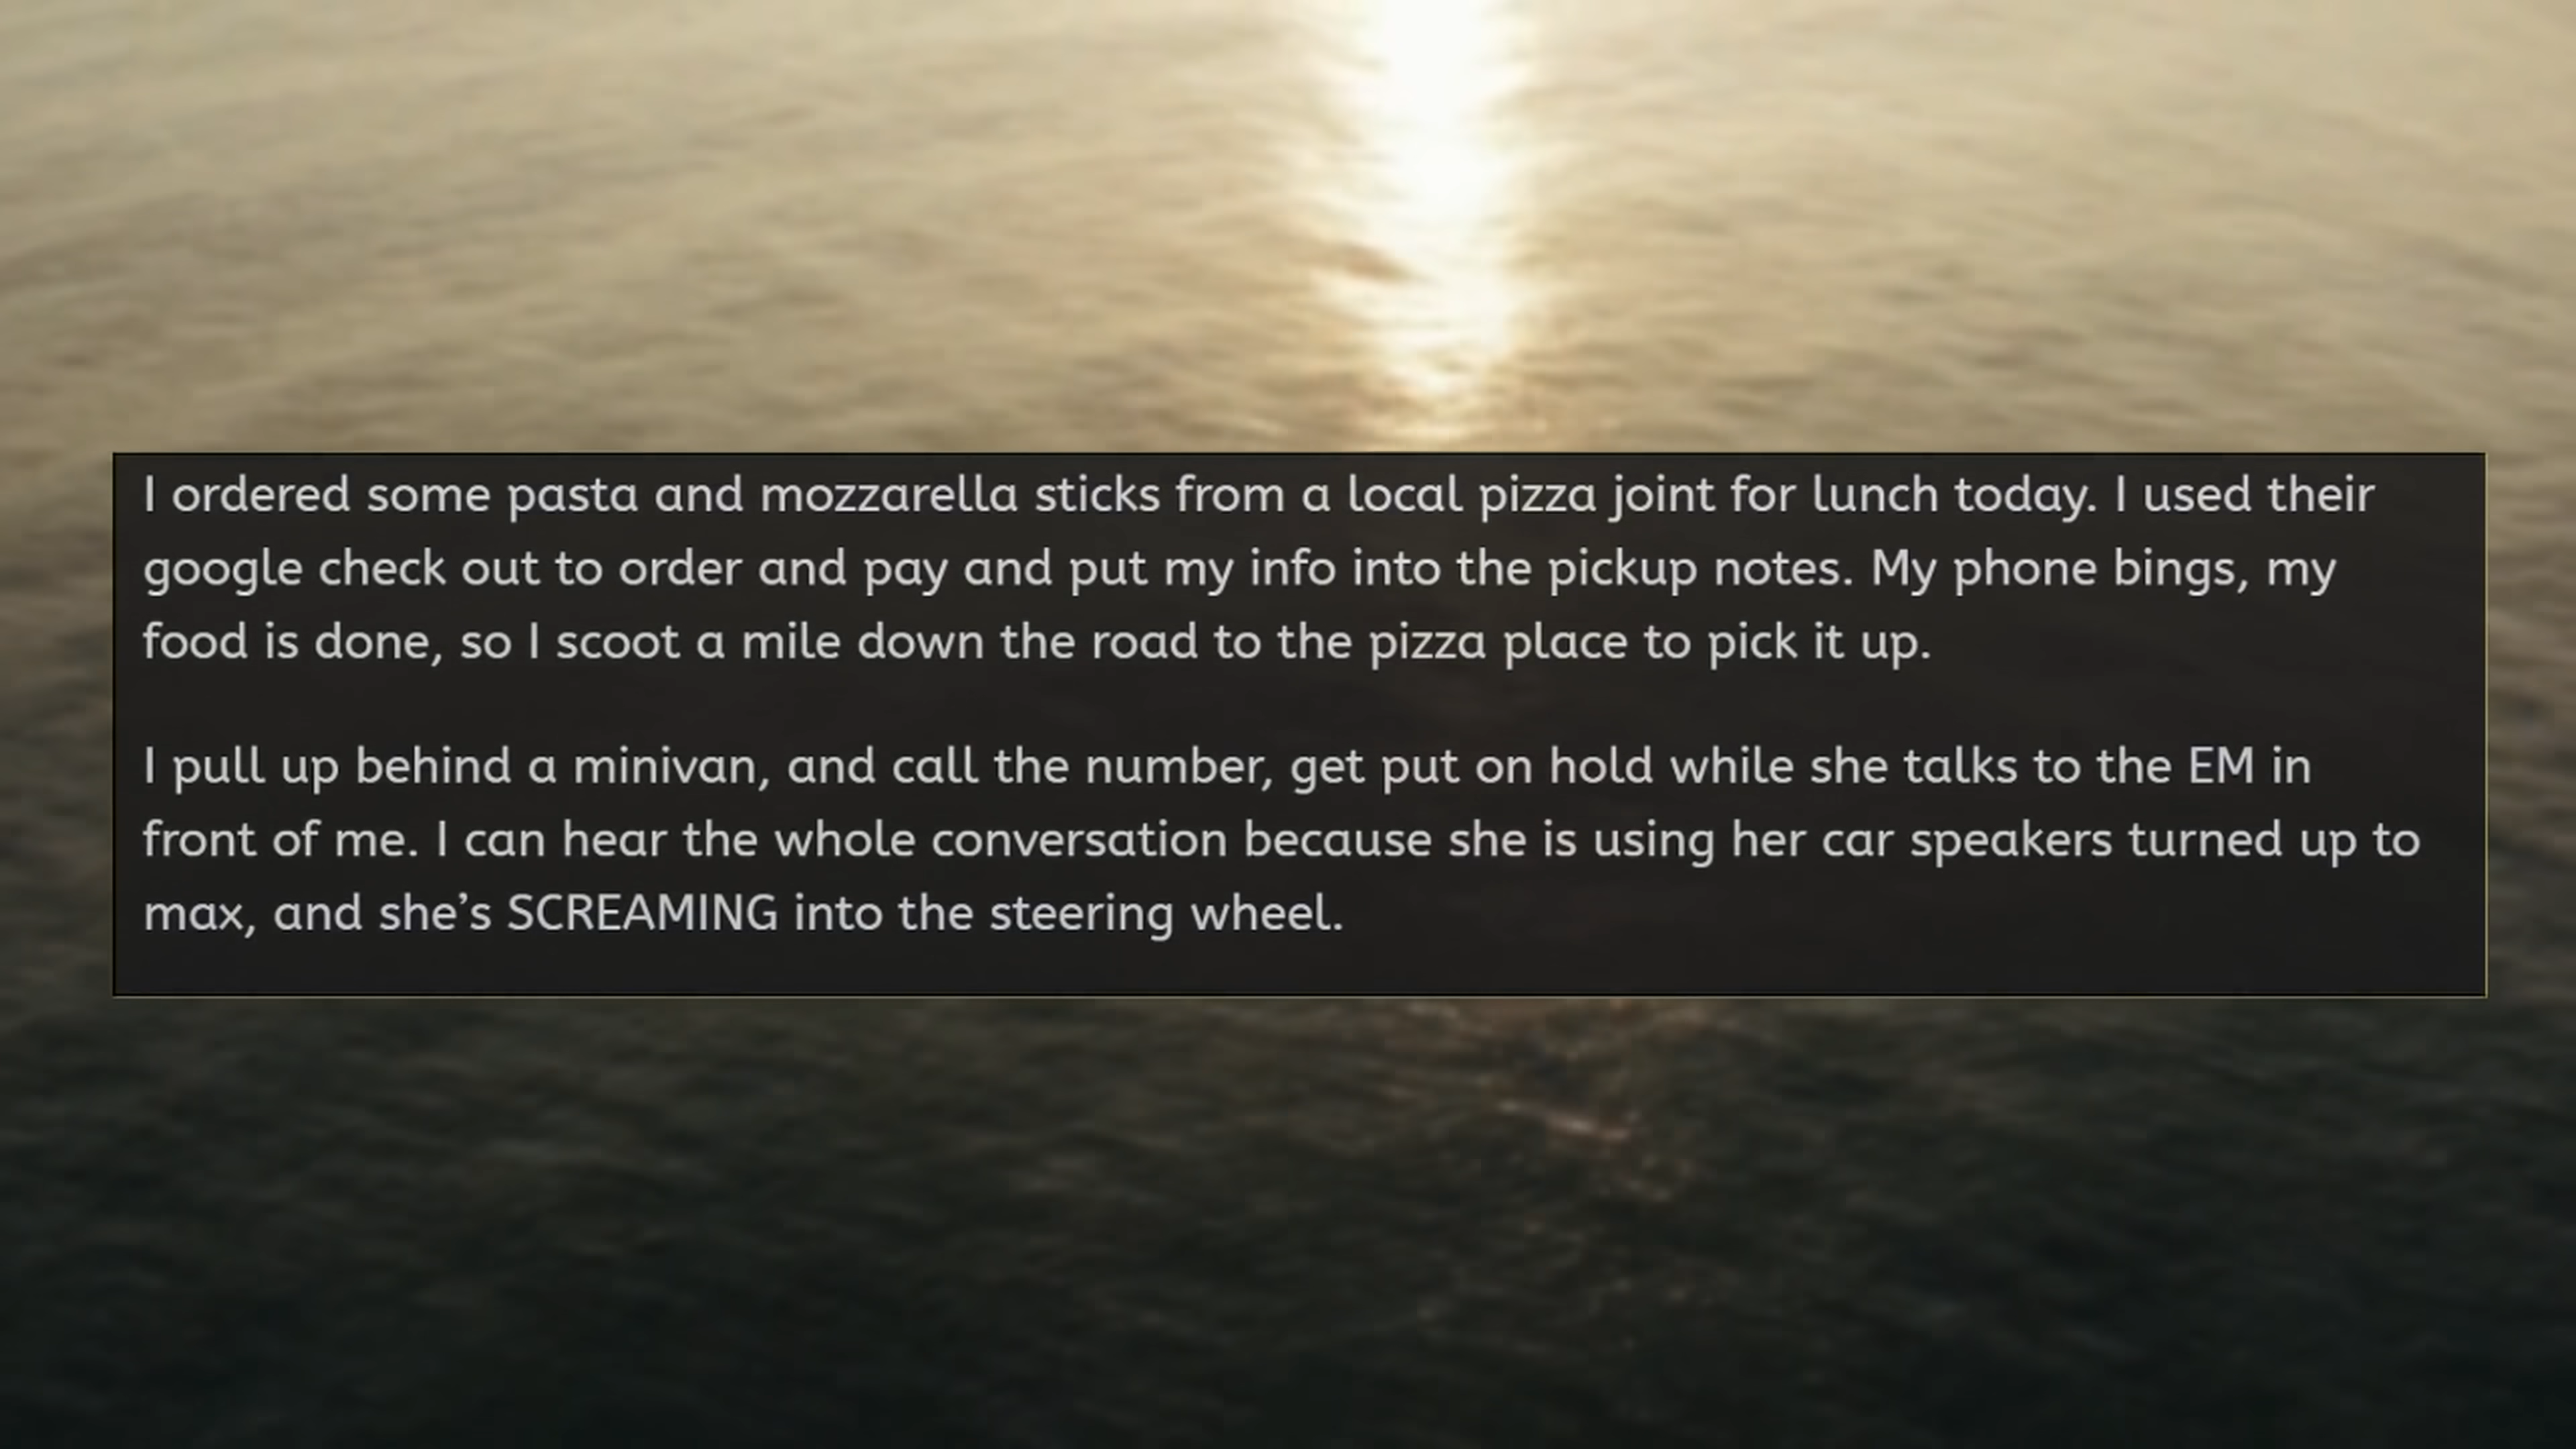 I ordered some pasta and mozzarella sticks from a local pizza joint for lunch today. I used their
google check out to order and pay and put my info into the pickup notes. My phone bings, my
food is done, so I scoot a mile down the road to the pizza place to pick it up.
I pull up behind a minivan, and call the number, get put on hold while she talks to the EM in
front of me. I can hear the whole conversation because she is using her car speakers turned up to
max, and she’s SCREAMING into the steering wheel.